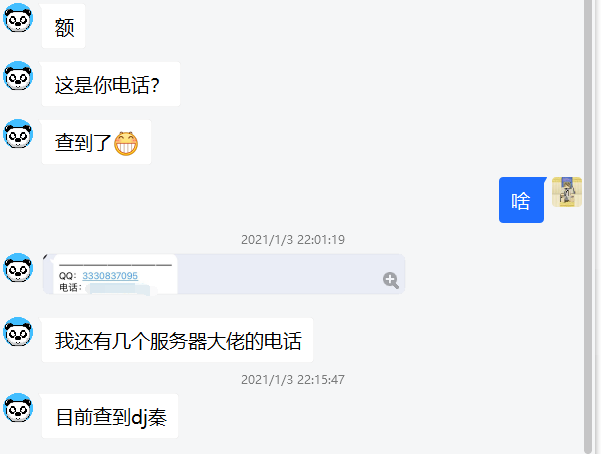 额
这是你电话?
查到了
啥
2021/1/3 22:01:19
QQ: 3330837095
电话:
我还有几个服务器大佬的电话
2021/1/3 22:15:47
目前查到dj秦